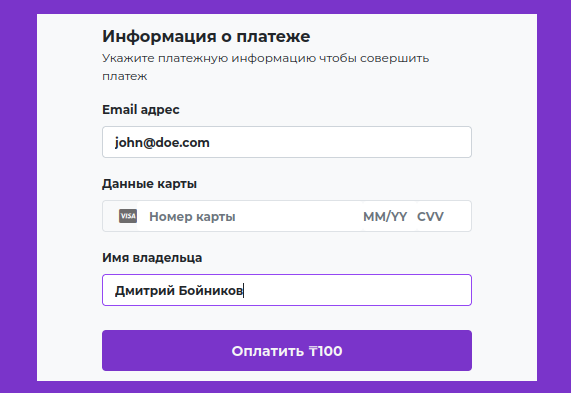 Информация о платеже
Укажите платежную информацию чтобы совершить
платеж
Email адрес
john@doe.com
Данные карты
VISA Номер карты MM/YY CVV
Имя владельца
Дмитрий Бойников
Оплатить ₸100